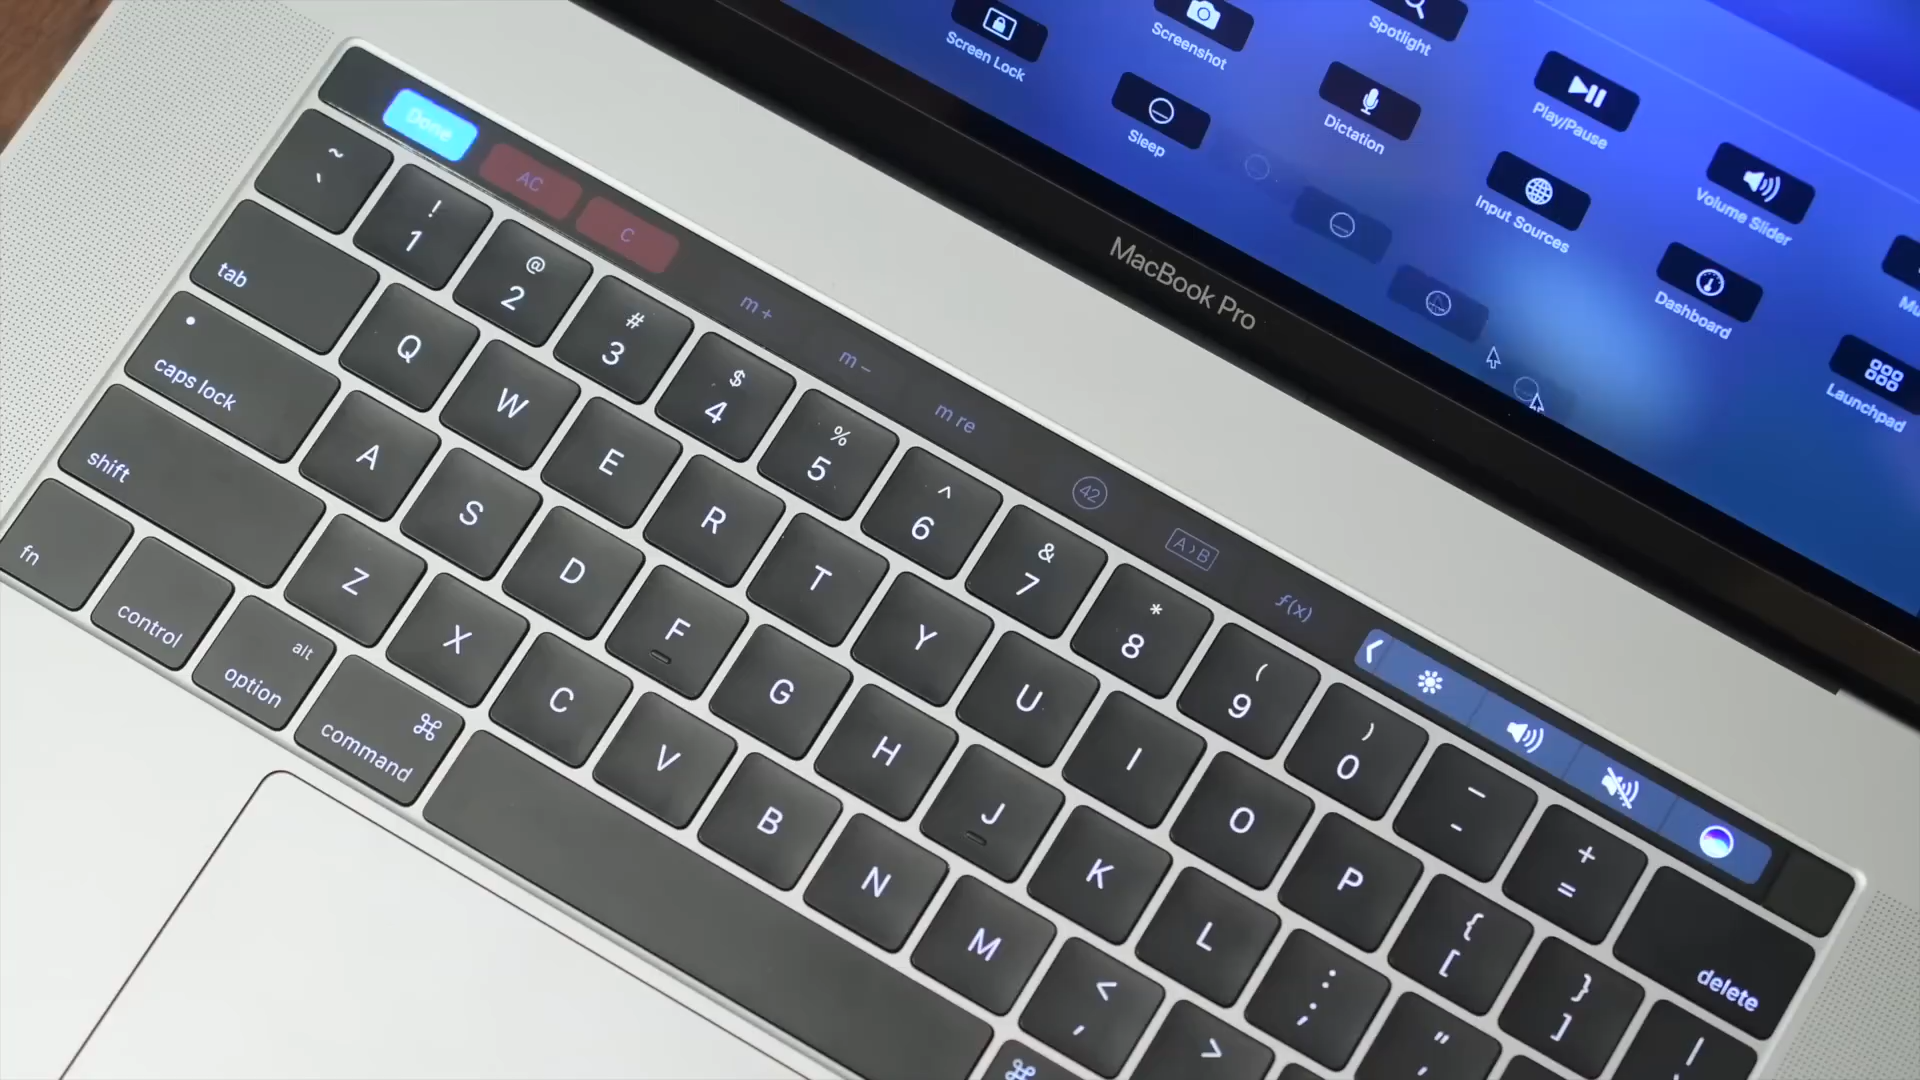 Screen Lock
Screenshot
Spotlight
Sleep
Dictation
Play/Pause
Input Sources
Volume Slider
Dashboard
Launchpad
MacBook Pro
Done
AC
C
m +
m −
m re
42
A›B
f(x)
~ `
! 1
@ 2
# 3
$ 4
% 5
^ 6
& 7
* 8
( 9
) 0
− -
+ =
delete
tab
Q
W
E
R
T
Y
U
I
O
P
{ [
} ]
|
caps lock
A
S
D
F
G
H
J
K
L
: ;
" '
shift
Z
X
C
V
B
N
M
< ,
>
fn
control
alt
option
⌘
command
⌘